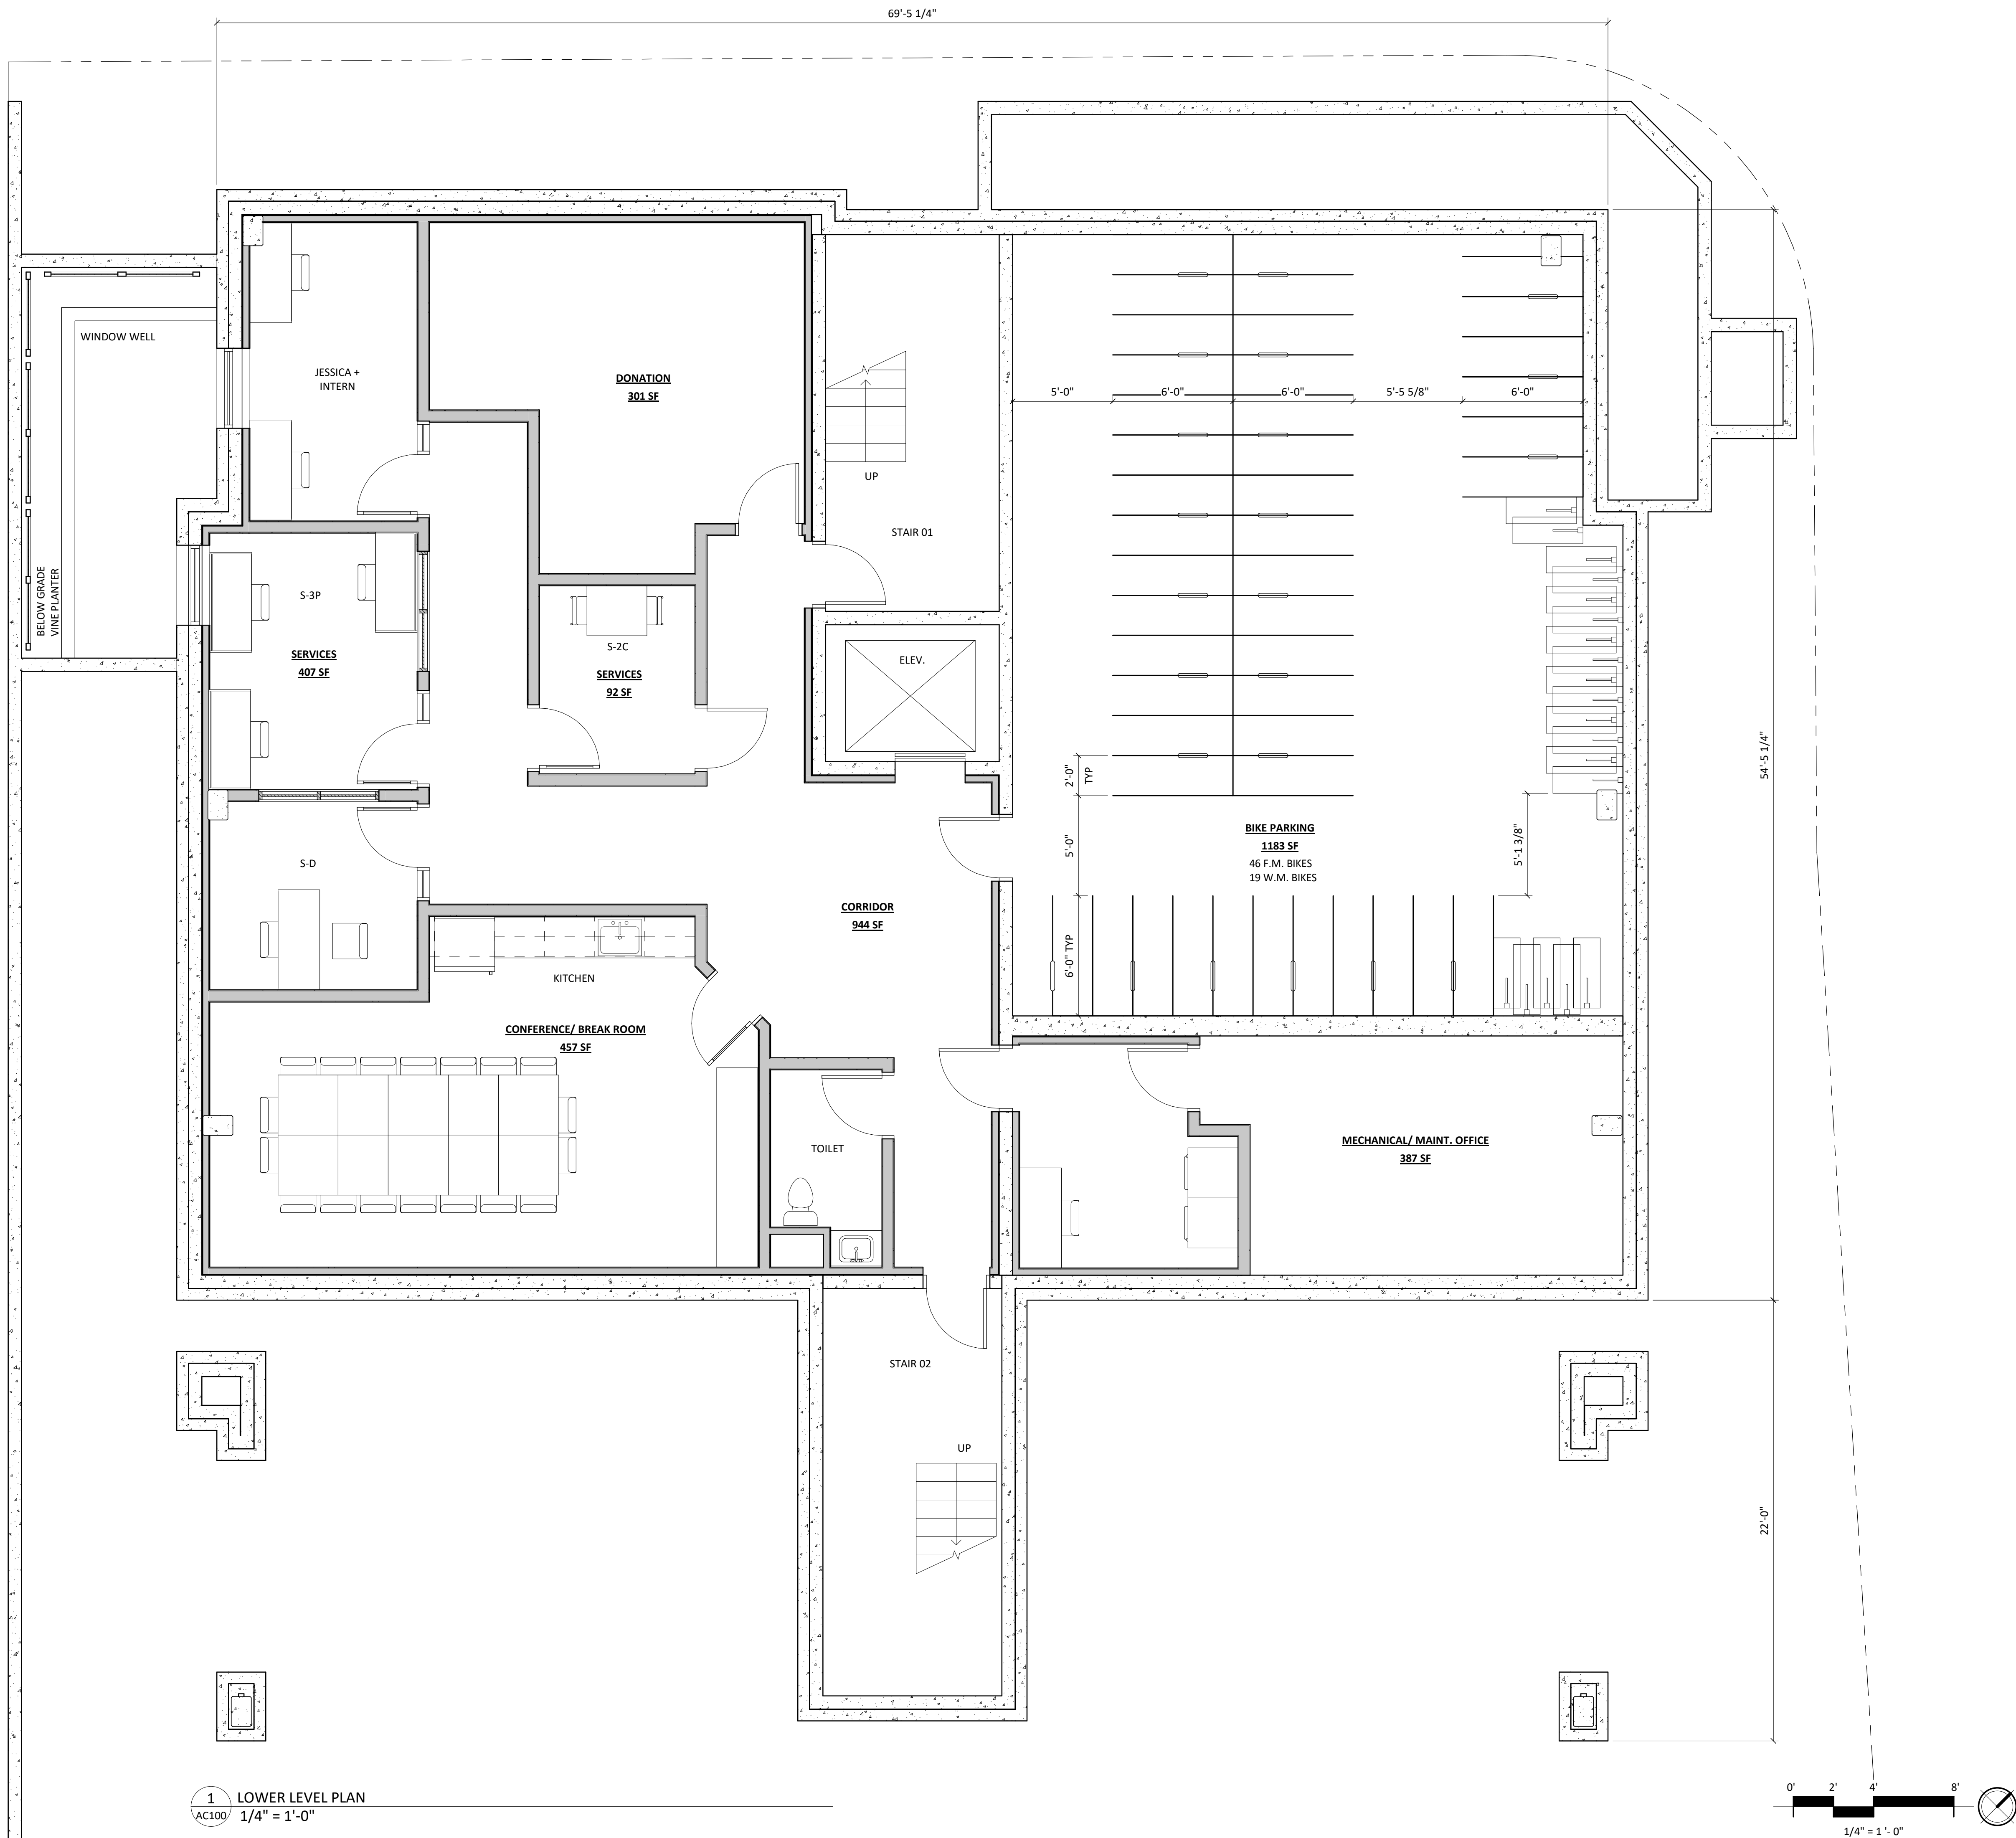 69'-5 1/4"
WINDOW WELL
JESSICA +
INTERN
DONATION
301 SF
5'-0"
6'-0"
6'-0"
5'-5 5/8"
6'-0"
UP
STAIR 01
BELOW GRADE
VINE PLANTER
S-3P
SERVICES
407 SF
S-2C
SERVICES
92 SF
ELEV.
2'-0"
TYP
54'-5 1/4"
BIKE PARKING
1183 SF
46 F.M. BIKES
19 W.M. BIKES
5'-0"
5'-1 3/8"
S-D
CORRIDOR
944 SF
6'-0" TYP
KITCHEN
CONFERENCE/ BREAK ROOM
457 SF
TOILET
MECHANICAL/ MAINT. OFFICE
387 SF
STAIR 02
UP
22'-0"
1
AC100
LOWER LEVEL PLAN
1/4" = 1'-0"
0' 2' 4' 8'
1/4" = 1 '- 0"